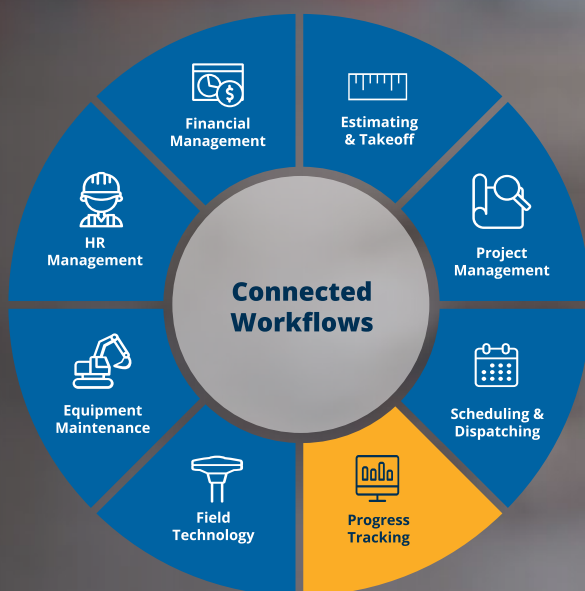 Financial
Management
Estimating
& Takeoff
HR
Management
Project
Management
Connected
Workflows
Equipment
Maintenance
Scheduling &
Dispatching
Field
Technology
Progress
Tracking